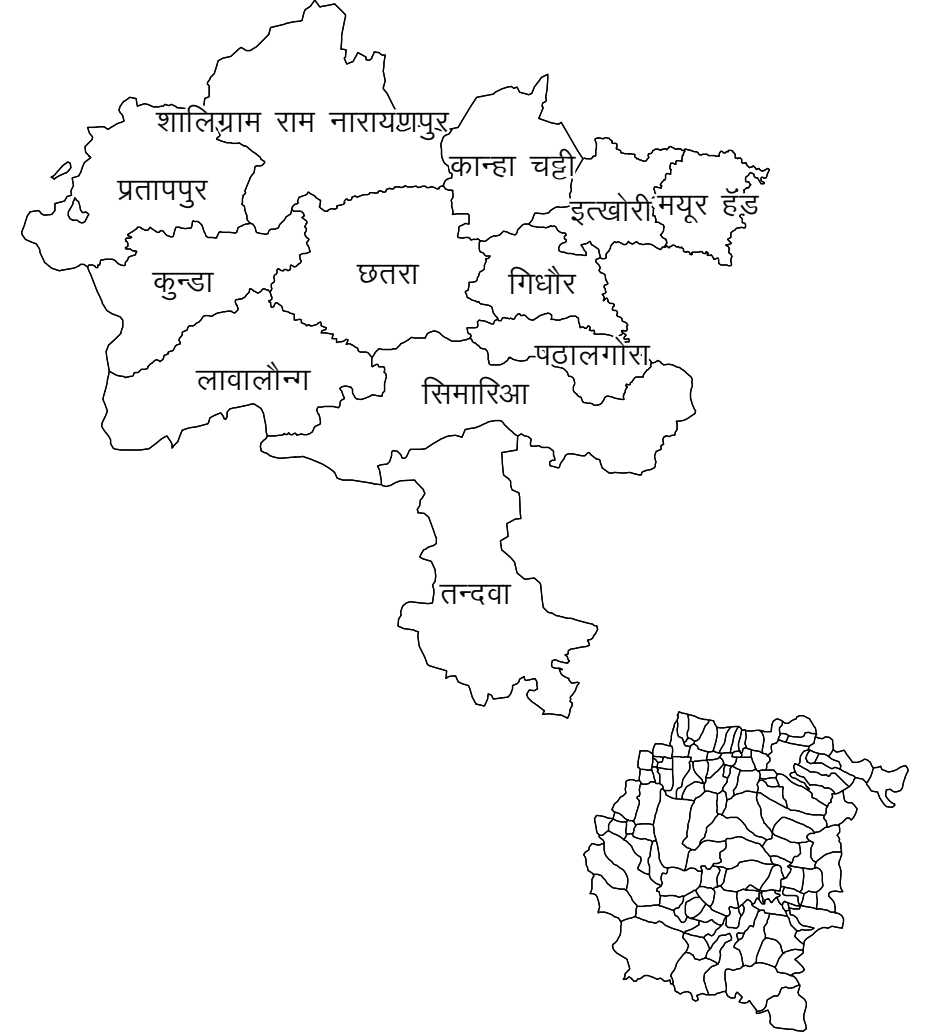 शालिग्राम राम नारायणपुर
कान्हा चट्टी
प्रतापपुर
इत्खोरी
मयूर हॅंड
कुन्डा
छतरा
गिधौर
पठालगोरा
लावालौन्ग
सिमारिआ
तन्दवा